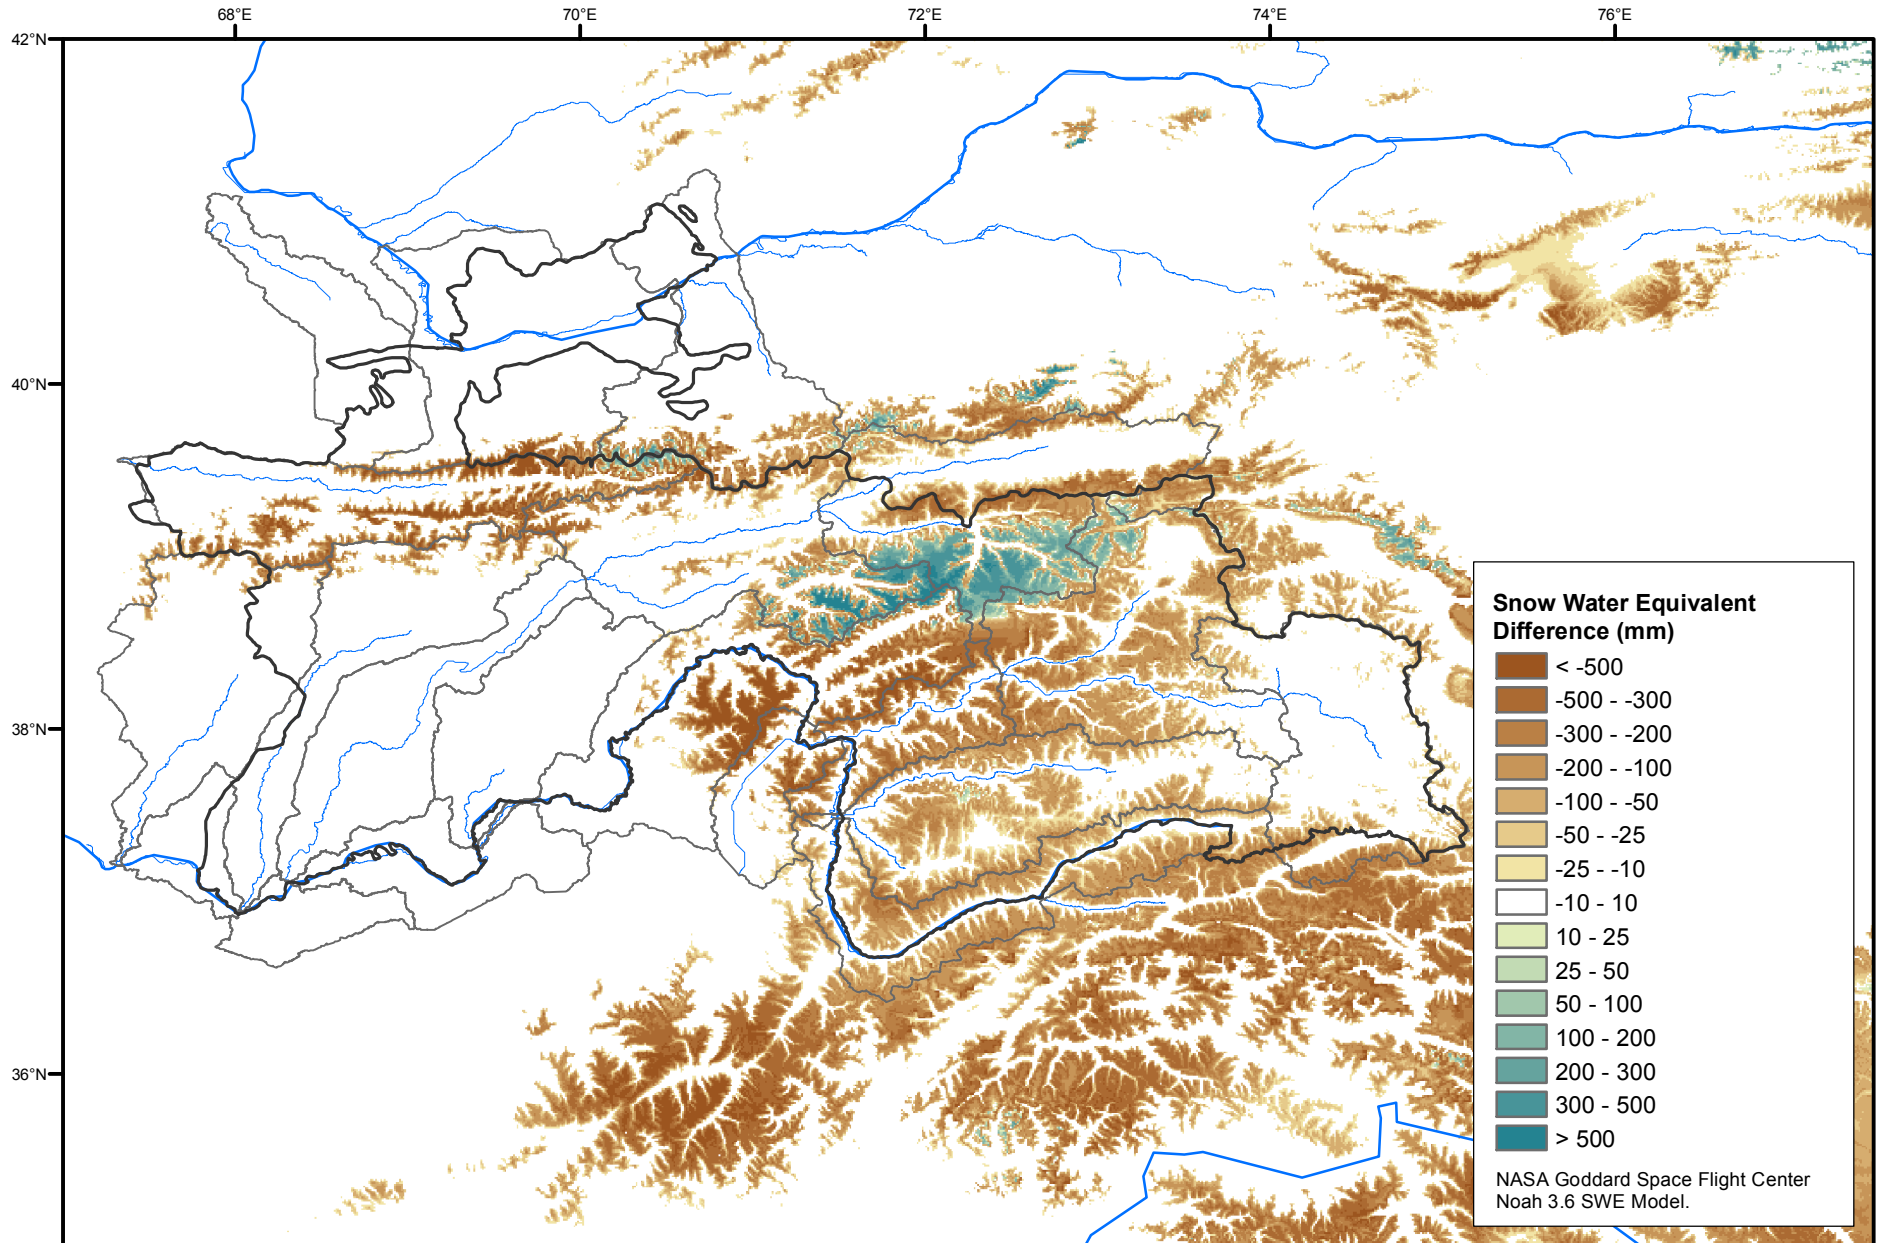 68°E
70°E
72°E
74°E
76°E
42°N
40°N
38°N
36°N
Snow Water Equivalent
Difference (mm)
< -500
-500 - -300
-300 - -200
-200 - -100
-100 - -50
-50 - -25
-25 - -10
-10 - 10
10 - 25
25 - 50
50 - 100
100 - 200
200 - 300
300 - 500
> 500
NASA Goddard Space Flight Center
Noah 3.6 SWE Model.